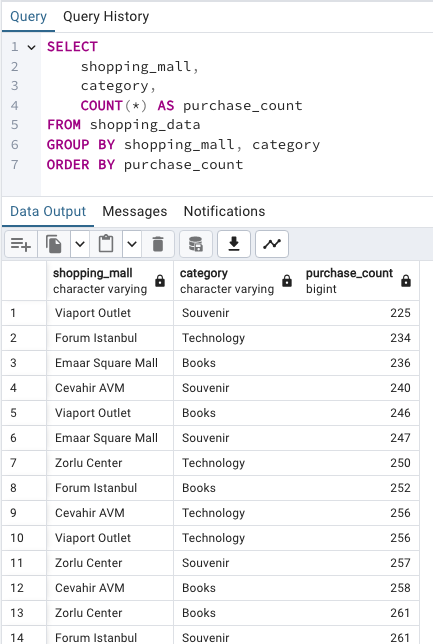 Query Query History
1 SELECT
2 shopping_mall,
3 category,
4 COUNT(*) AS purchase_count
5 FROM shopping_data
6 GROUP BY shopping_mall, category
7 ORDER BY purchase_count
Data Output Messages Notifications
shopping_mall category purchase_count
character varying character varying bigint
1 Viaport Outlet Souvenir 225
2 Forum Istanbul Technology 234
3 Emaar Square Mall Books 236
4 Cevahir AVM Souvenir 240
5 Viaport Outlet Books 246
6 Emaar Square Mall Souvenir 247
7 Zorlu Center Technology 250
8 Forum Istanbul Books 252
9 Cevahir AVM Technology 256
10 Viaport Outlet Technology 256
11 Zorlu Center Souvenir 257
12 Cevahir AVM Books 258
13 Zorlu Center Books 261
14 Forum Istanbul Souvenir 261